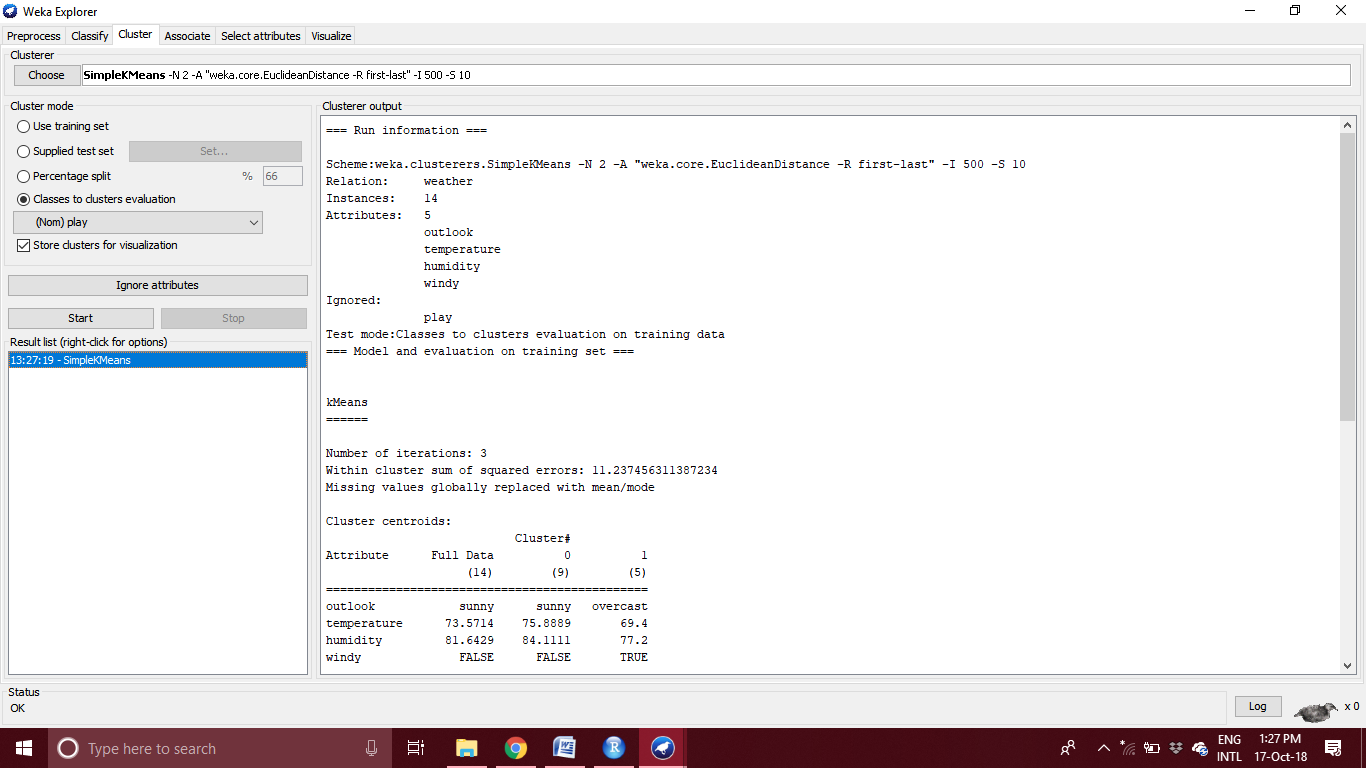 Weka Explorer
Preprocess Classify Cluster Associate Select attributes Visualize
Clusterer
Choose SimpleKMeans -N 2 -A "weka.core.EuclideanDistance -R first-last" -I 500 -S 10
Cluster mode
Use training set
Supplied test set Set...
Percentage split % 66
Classes to clusters evaluation
(Nom) play
Store clusters for visualization
Ignore attributes
Start Stop
Result list (right-click for options)
13:27:19 - SimpleKMeans
Clusterer output
=== Run information ===
Scheme:weka.clusterers.SimpleKMeans -N 2 -A "weka.core.EuclideanDistance -R first-last" -I 500 -S 10
Relation: weather
Instances: 14
Attributes: 5
outlook
temperature
humidity
windy
Ignored:
play
Test mode:Classes to clusters evaluation on training data
=== Model and evaluation on training set ===
kMeans
======
Number of iterations: 3
Within cluster sum of squared errors: 11.237456311387234
Missing values globally replaced with mean/mode
Cluster centroids:
Cluster#
Attribute Full Data 0 1
(14) (9) (5)
==============================================
outlook sunny sunny overcast
temperature 73.5714 75.8889 69.4
humidity 81.6429 84.1111 77.2
windy FALSE FALSE TRUE
Status
OK
Log x 0
Type here to search
ENG
INTL
1:27 PM
17-Oct-18